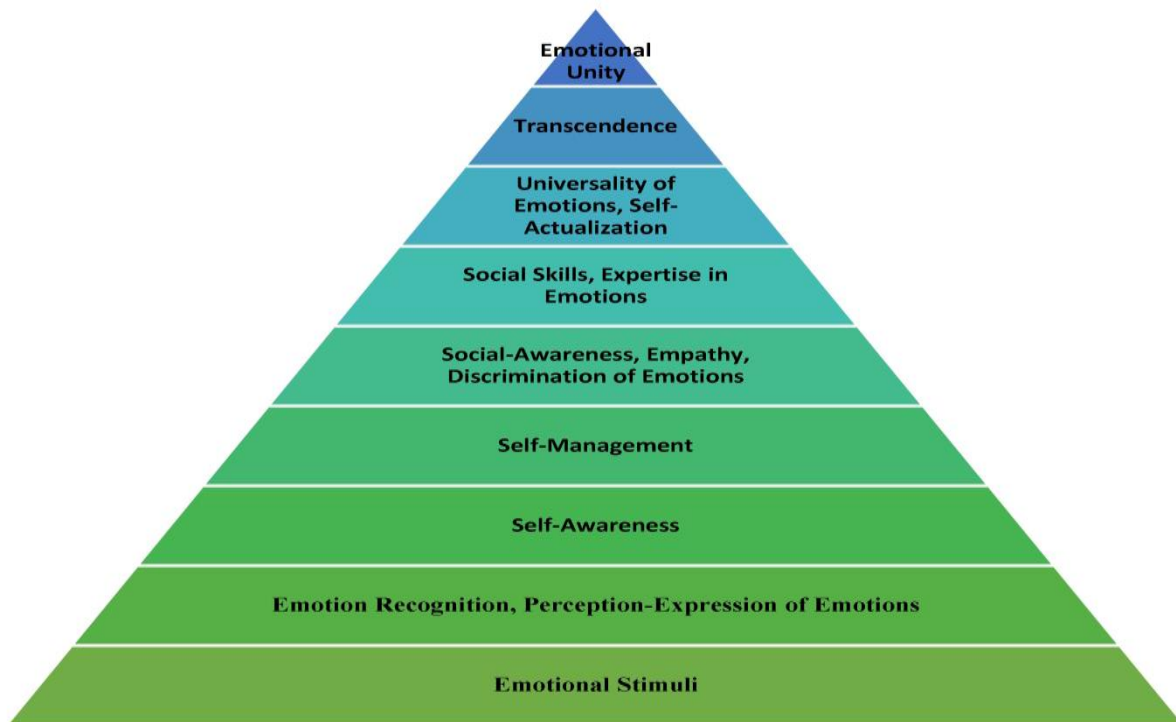 Emotional
Unity
Transcendence
Universality of
Emotions, Self-
Actualization
Social Skills, Expertise in
Emotions
Social-Awareness, Empathy,
Discrimination of Emotions
Self-Management
Self-Awareness
Emotion Recognition, Perception-Expression of Emotions
Emotional Stimuli